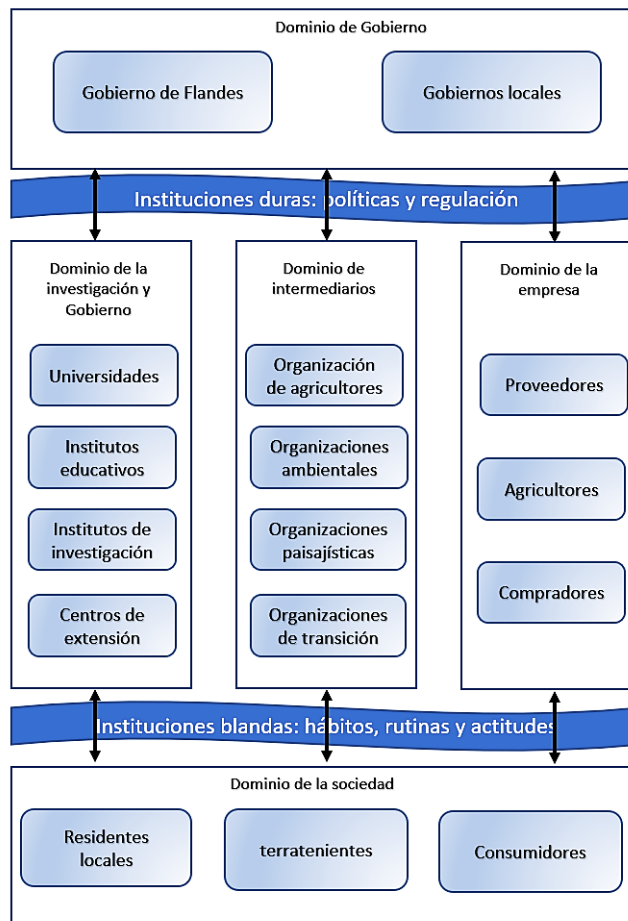 Dominio de Gobierno
Gobierno de Flandes
Gobiernos locales
Instituciones duras: políticas y regulación
Dominio de la
investigación y
Gobierno
Universidades
Institutos
educativos
Institutos de
investigación
Centros de
extensión
Dominio de
intermediarios
Organización
de agricultores
Organizaciones
ambientales
Organizaciones
paisajísticas
Organizaciones
de transición
Dominio de la
empresa
Proveedores
Agricultores
Compradores
Instituciones blandas: hábitos, rutinas y actitudes
Dominio de la sociedad
Residentes
locales
terratenientes
Consumidores